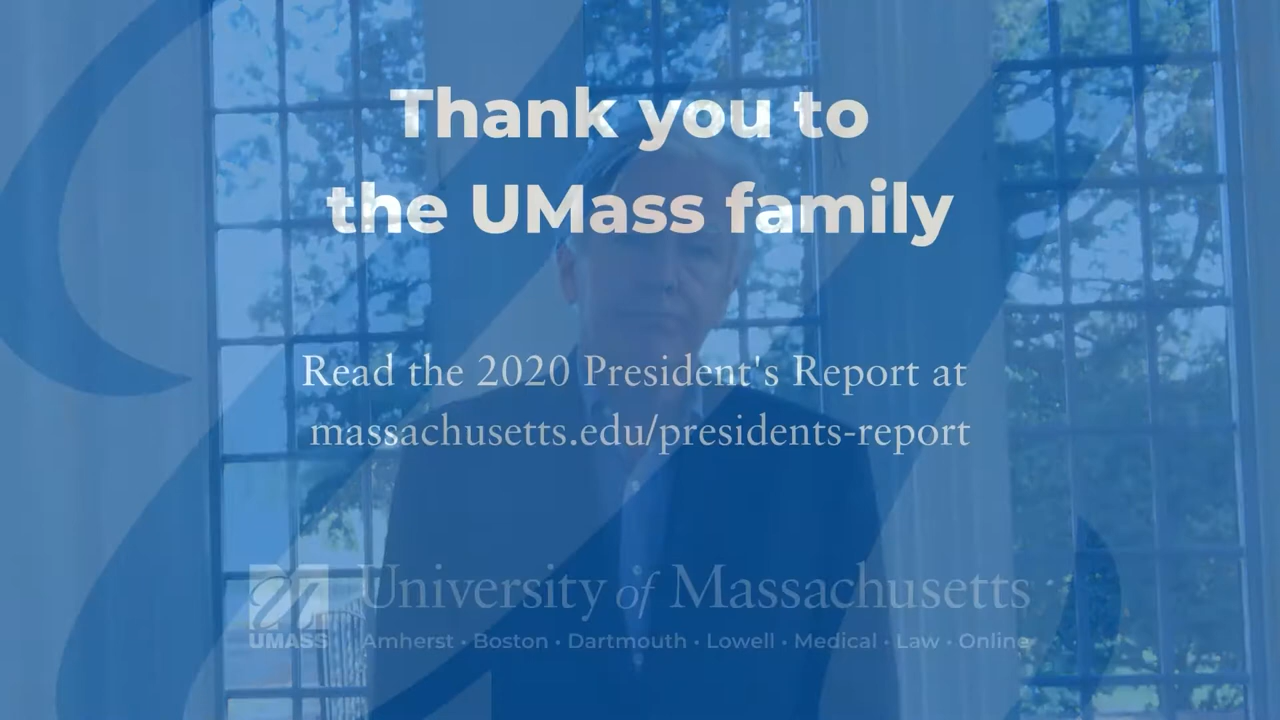 Thank you to
the UMass family
Read the 2020 President's Report at
massachusetts.edu/presidents-report
University of Massachusetts
UMASS
Amherst · Boston · Dartmouth · Lowell · Medical · Law · Online